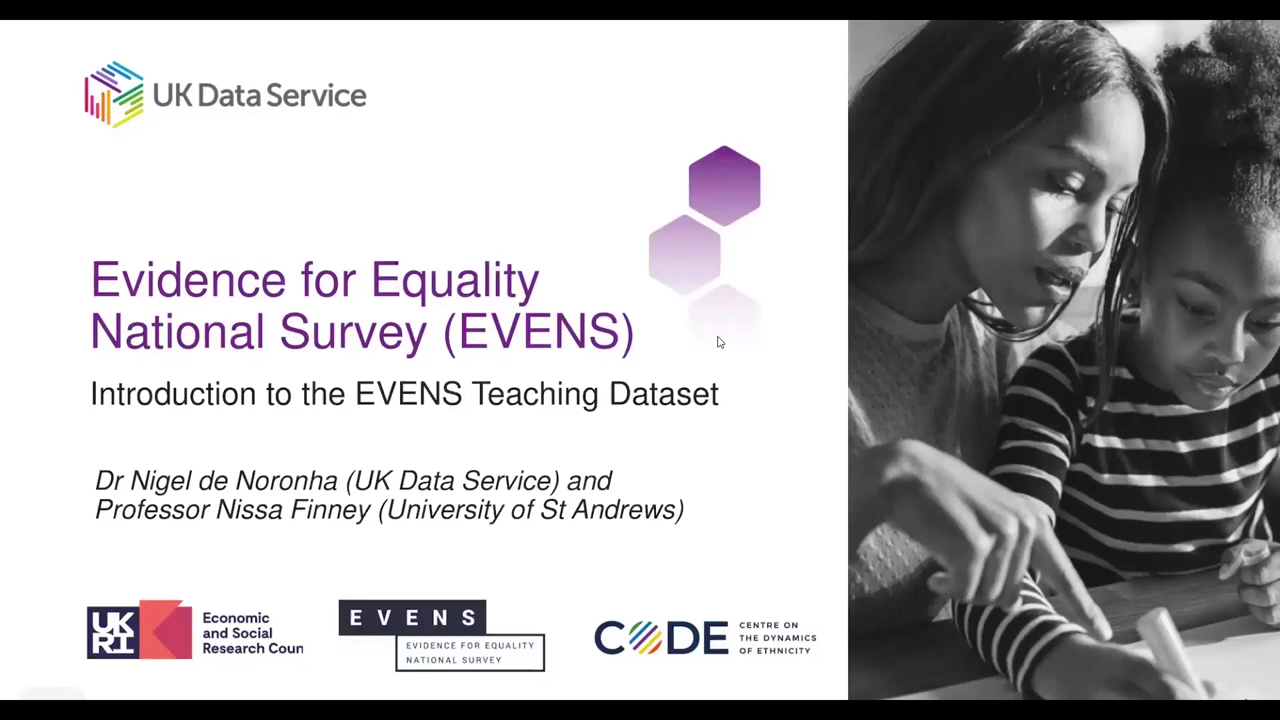 UK Data Service
Evidence for Equality
National Survey (EVENS)
Introduction to the EVENS Teaching Dataset
Dr Nigel de Noronha (UK Data Service) and
Professor Nissa Finney (University of St Andrews)
UKRI
Economic
and Social
Research Coun
EVENS
EVIDENCE FOR EQUALITY
NATIONAL SURVEY
CODE
CENTRE ON
THE DYNAMICS
OF ETHNICITY